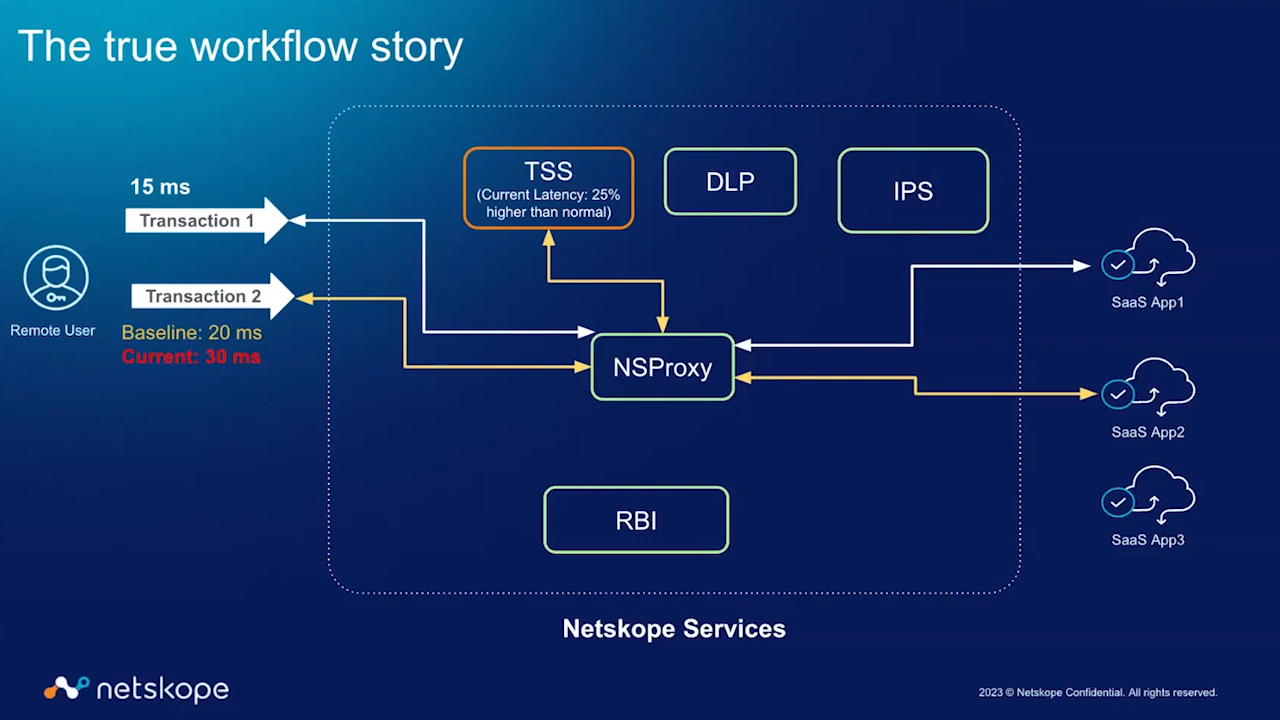 The true workflow story
15 ms
Transaction 1
Transaction 2
Baseline: 20 ms
Current: 30 ms
Remote User
TSS
(Current Latency: 25%
higher than normal)
DLP
IPS
NSProxy
RBI
SaaS App1
SaaS App2
SaaS App3
Netskope Services
netskope
2023 © Netskope Confidential. All rights reserved.